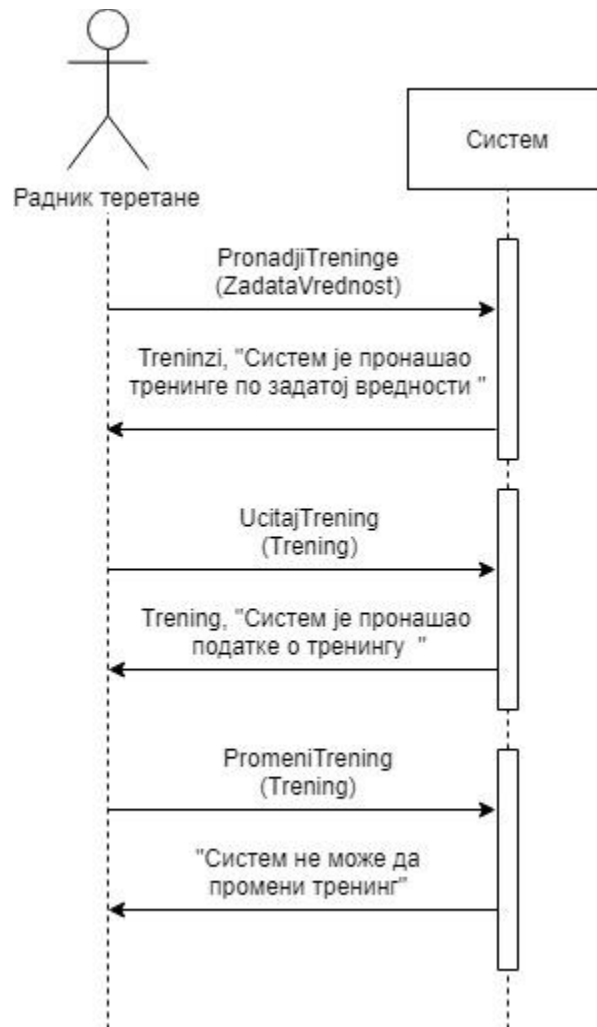 Систем
Радник теретане
PronadjiTreninge
(ZadataVrednost)
Treninzi, "Систем је пронашао
тренинге по задатој вредности "
UcitajTrening
(Trening)
Trening, "Систем је пронашао
податке о тренингу  "
PromeniTrening
(Trening)
"Систем не може да
промени тренинг"